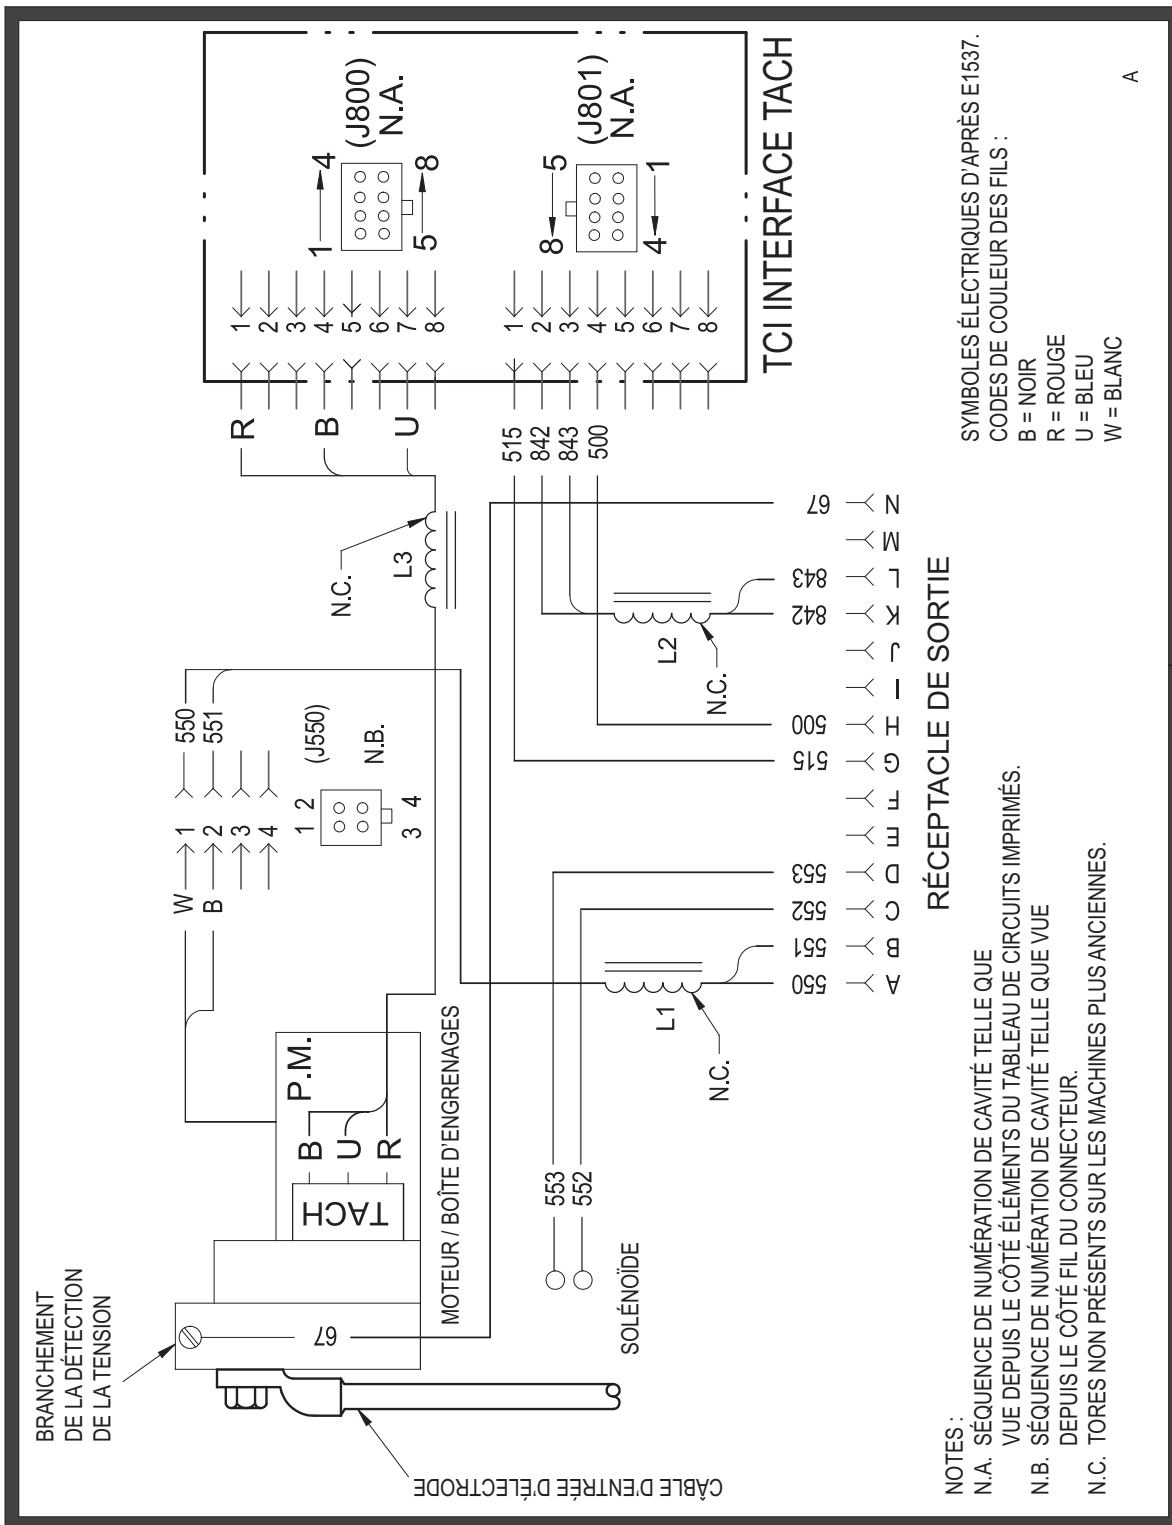 BRANCHEMENT
DE LA DÉTECTION
DE LA TENSION
CÂBLE D'ENTRÉE D'ÉLECTRODE
67
TACH
B
U
R
P.M.
MOTEUR / BOÎTE D'ENGRENAGES
SOLÉNOÏDE
553
552
W
B
1
2
3
4
550
551
(J550)
N.B.
1 2
3 4
N.C.
L3
R
B
U
1
2
3
4
5
6
7
8
1 4
5 8
(J800)
N.A.
515
842
843
500
1
2
3
4
5
6
7
8
8 5
4 1
(J801)
N.A.
TCI INTERFACE TACH
N.C.
L1
N.C.
L2
550
551
552
553
515
500
842
843
67
A
B
C
D
E
F
G
H
I
J
K
L
M
N
RÉCEPTACLE DE SORTIE
NOTES :
N.A. SÉQUENCE DE NUMÉRATION DE CAVITÉ TELLE QUE
VUE DEPUIS LE CÔTÉ ÉLÉMENTS DU TABLEAU DE CIRCUITS IMPRIMÉS.
N.B. SÉQUENCE DE NUMÉRATION DE CAVITÉ TELLE QUE VUE
DEPUIS LE CÔTÉ FIL DU CONNECTEUR.
N.C. TORES NON PRÉSENTS SUR LES MACHINES PLUS ANCIENNES.
SYMBOLES ÉLECTRIQUES D'APRÈS E1537.
CODES DE COULEUR DES FILS :
B = NOIR
R = ROUGE
U = BLEU
W = BLANC
A